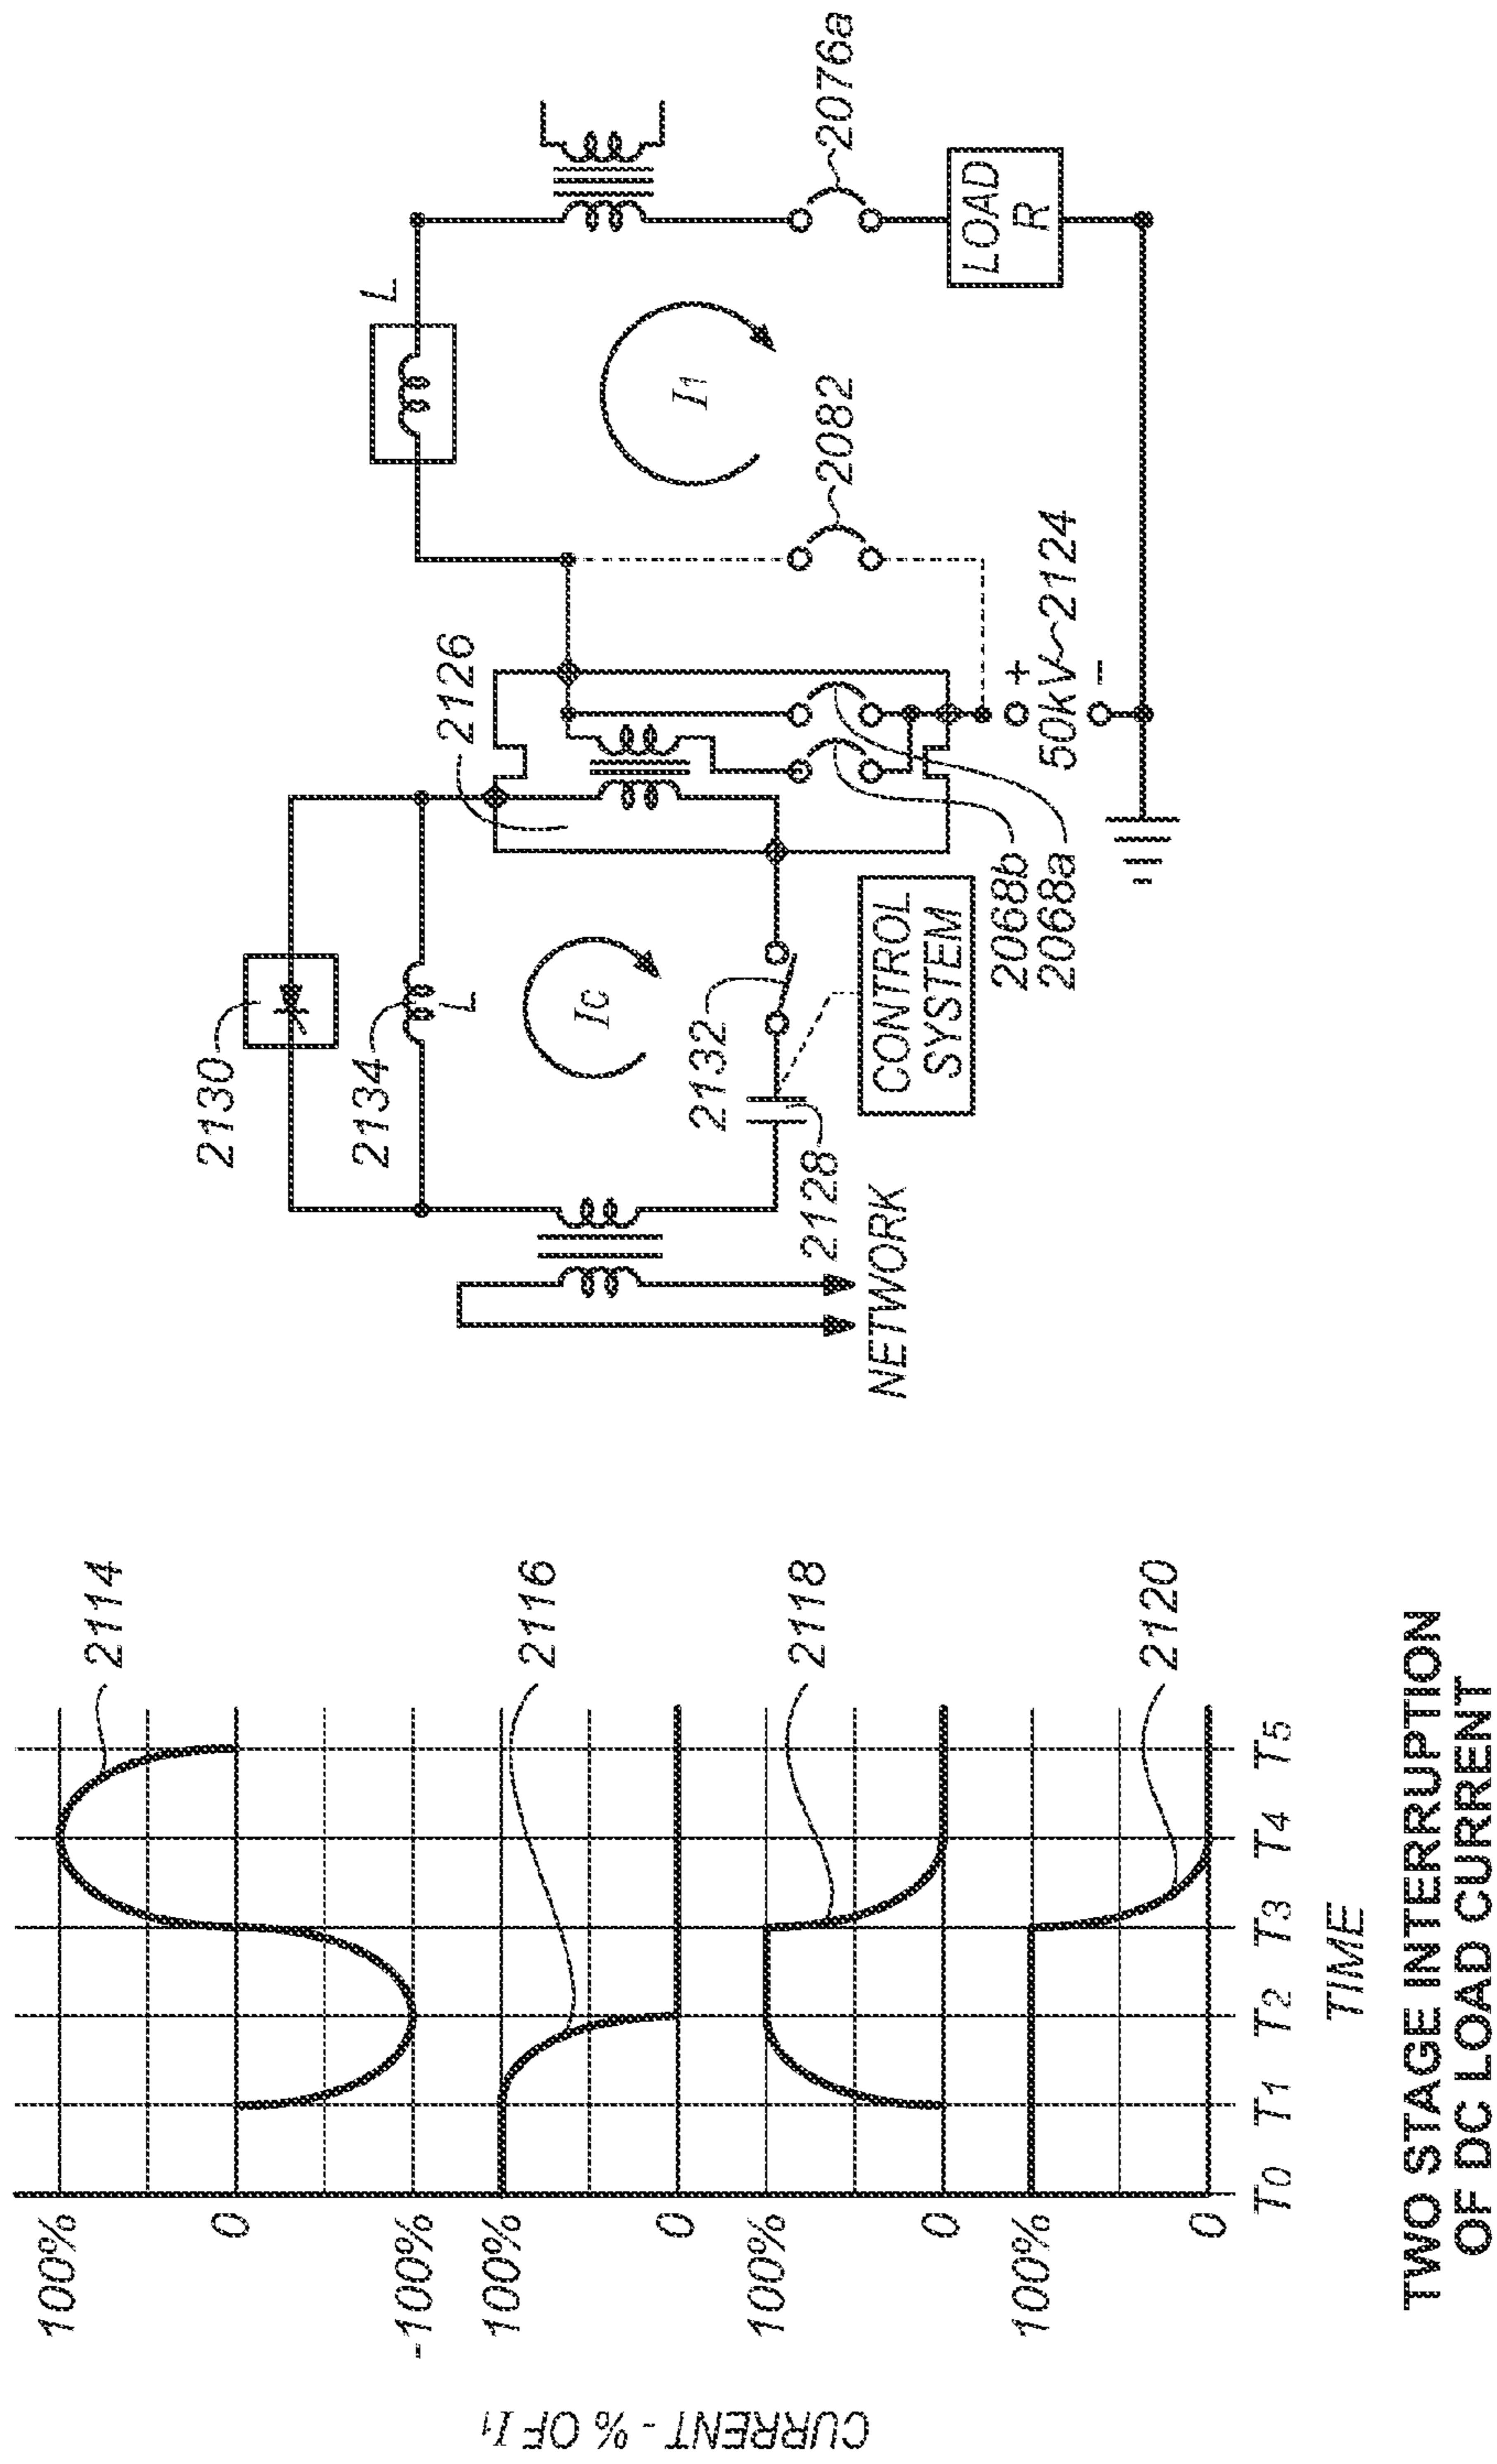 2130
2134
L
2126
L
IC
I1
2132
2082
2076a
2128
CONTROL
SYSTEM
LOAD
R
NETWORK
2068b
2068a
+
50kV
2124
-
2114
2116
2118
2120
100%
0
-100%
100%
0
100%
0
100%
0
T0 T1 T2 T3 T4 T5
TIME
CURRENT - % OF I1
TWO STAGE INTERRUPTION
OF DC LOAD CURRENT